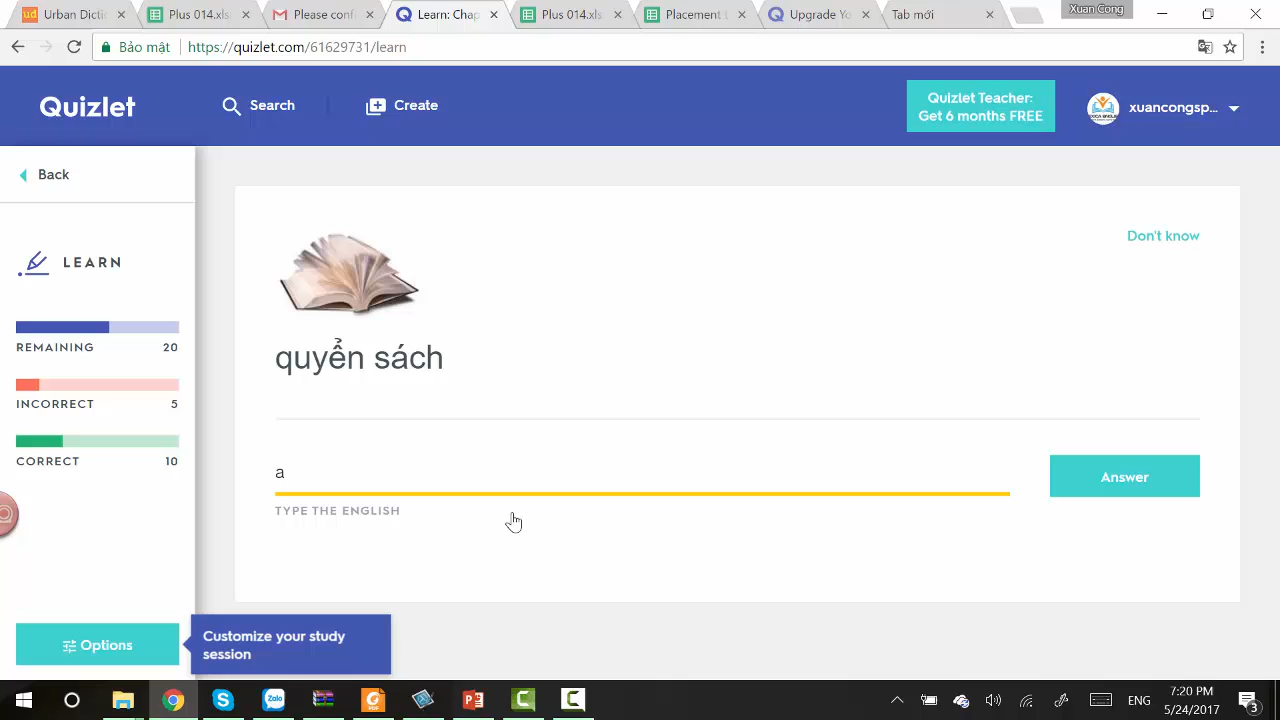 Urban Diction
Plus 014.xls
Please conf
Learn: Chap
Plus 014.xls
Placement
Upgrade
Tab mới
Xuan Cong
Bảo mật
https://quizlet.com/61629731/learn
Quizlet
Search
Create
Quizlet Teacher:
Get 6 months FREE
xuancongsp...
Back
LEARN
Don't know
REMAINING 20
INCORRECT 5
CORRECT 10
quyển sách
a
Answer
TYPE THE ENGLISH
Options
Customize your study
session
ENG
7:20 PM
5/24/2017
3